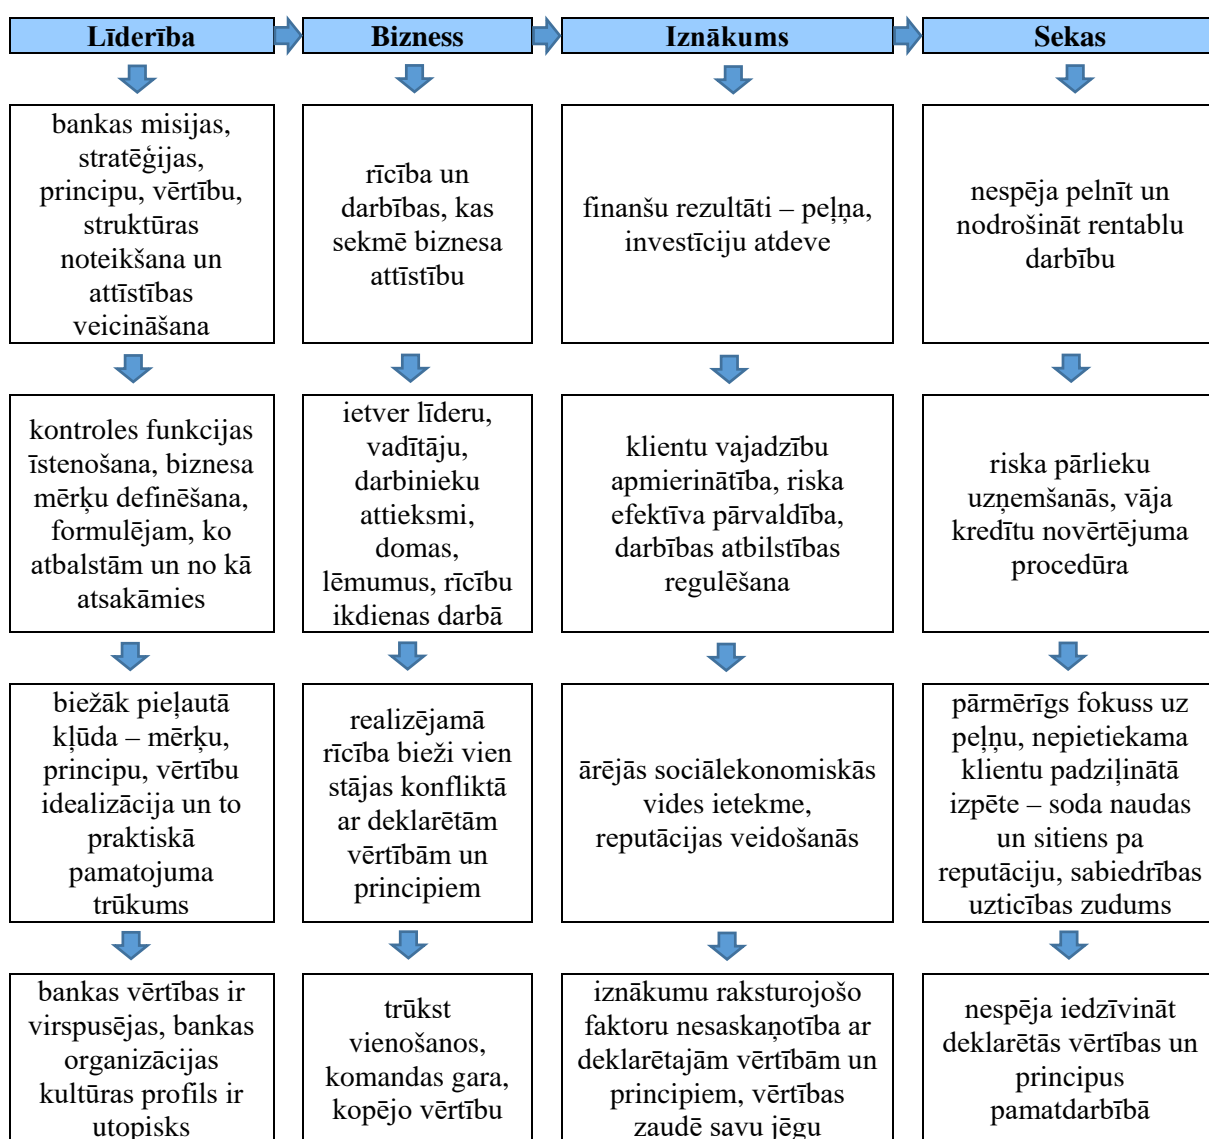 Līderība
Bizness
Iznākums
Sekas
bankas misijas,
stratēģijas,
principu, vērtību,
struktūras
noteikšana un
attīstības
veicināšana
rīcība un
darbības, kas
sekmē biznesa
attīstību
finanšu rezultāti – peļņa,
investīciju atdeve
nespēja pelnīt un
nodrošināt rentablu
darbību
kontroles funkcijas
īstenošana, biznesa
mērķu definēšana,
formulējam, ko
atbalstām un no kā
atsakāmies
ietver līderu,
vadītāju,
darbinieku
attieksmi,
domas,
lēmumus, rīcību
ikdienas darbā
klientu vajadzību
apmierinātība, riska
efektīva pārvaldība,
darbības atbilstības
regulēšana
riska pārlieku
uzņemšanās, vāja
kredītu novērtējuma
procedūra
biežāk pieļautā
kļūda – mērķu,
principu, vērtību
idealizācija un to
praktiskā
pamatojuma
trūkums
realizējamā
rīcība bieži vien
stājas konfliktā
ar deklarētām
vērtībām un
principiem
ārējās sociālekonomiskās
vides ietekme,
reputācijas veidošanās
pārmērīgs fokuss uz
peļņu, nepietiekama
klientu padziļinātā
izpēte – soda naudas
un sitiens pa
reputāciju, sabiedrības
uzticības zudums
bankas vērtības ir
virspusējas, bankas
organizācijas
kultūras profils ir
utopisks
trūkst
vienošanos,
komandas gara,
kopējo vērtību
iznākumu raksturojošo
faktoru nesaskaņotība ar
deklarētajām vērtībām un
principiem, vērtības
zaudē savu jēgu
nespēja iedzīvināt
deklarētās vērtības un
principus
pamatdarbībā